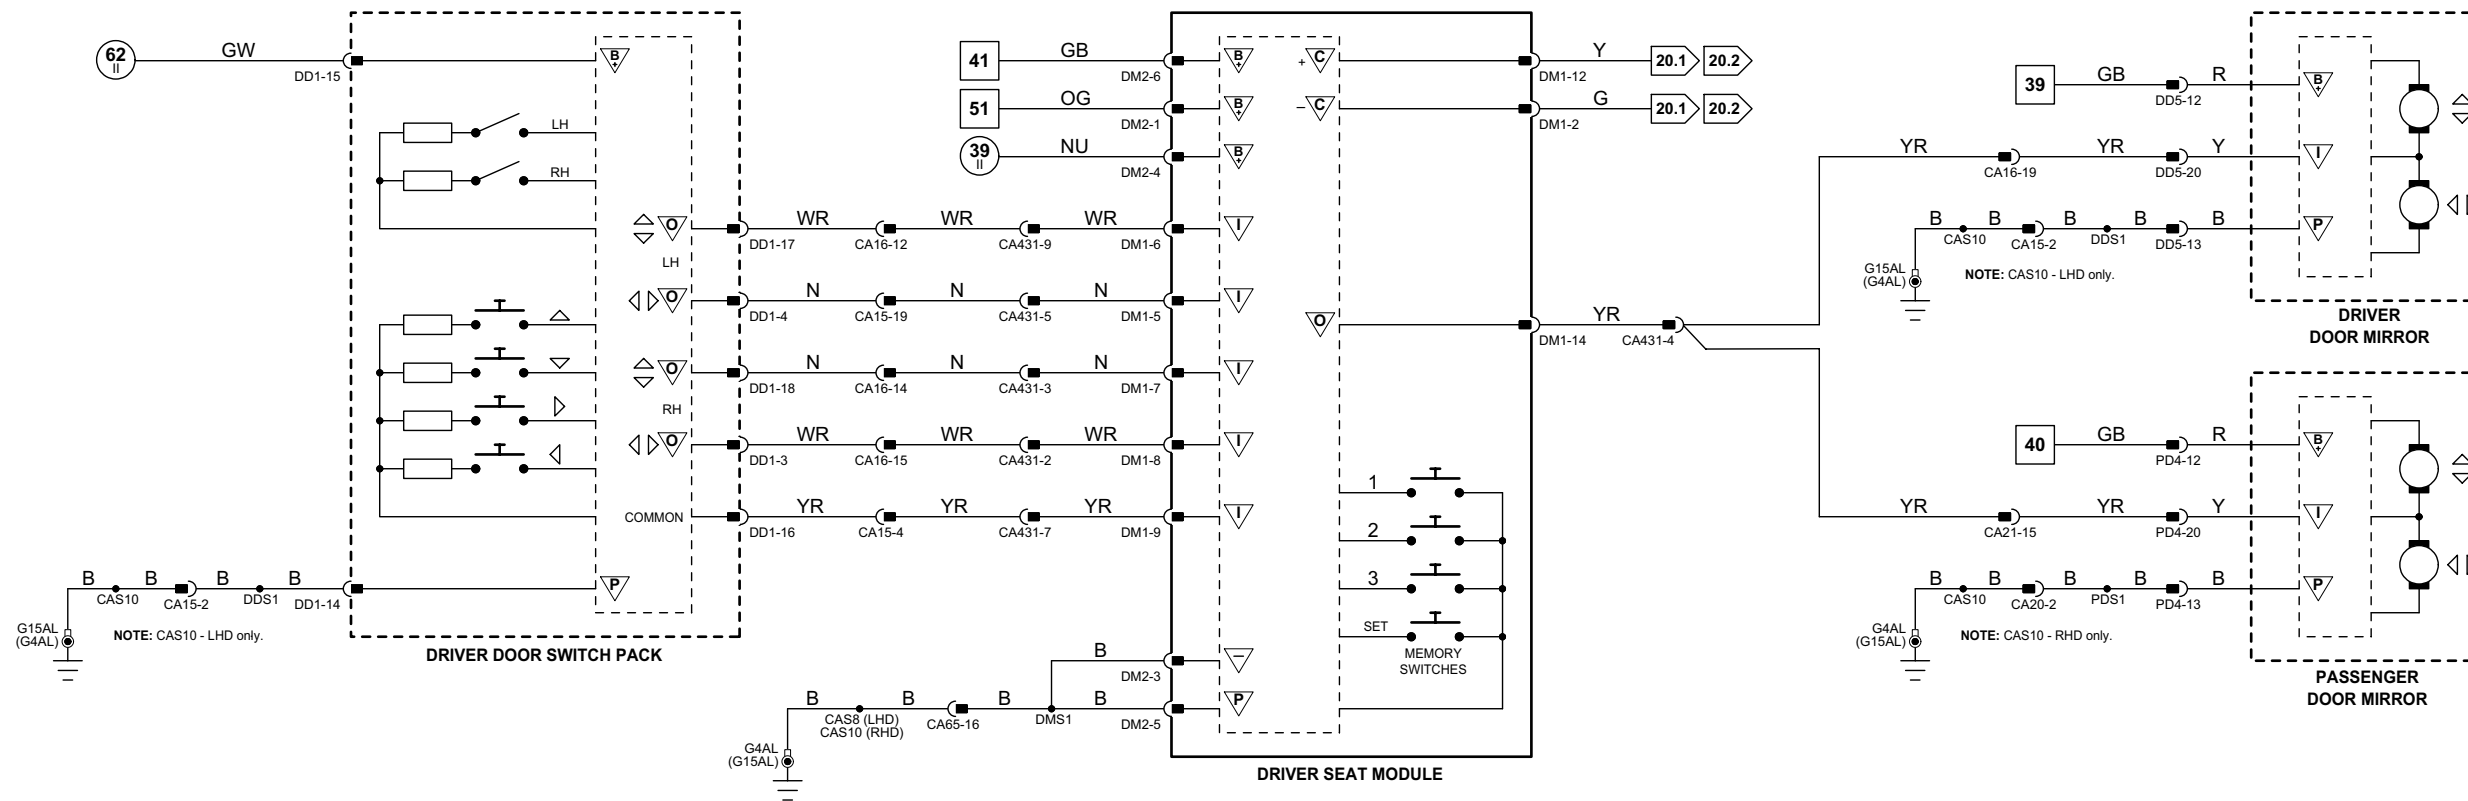 62
II
GW
DD1-15
B
+
LH
RH
O
DD1-17
LH
O
DD1-4
O
DD1-18
RH
O
DD1-3
COMMON
DD1-16
B
B
B
B
CAS10
CA15-2
DDS1
DD1-14
P
G15AL
(G4AL)
NOTE: CAS10 - LHD only.
DRIVER DOOR SWITCH PACK
WR
WR
WR
CA16-12
CA431-9
DM1-6
I
N
N
N
CA15-19
CA431-5
DM1-5
I
N
N
N
CA16-14
CA431-3
DM1-7
I
WR
WR
WR
CA16-15
CA431-2
DM1-8
I
YR
YR
YR
CA15-4
CA431-7
DM1-9
I
41
GB
DM2-6
B
+
51
OG
DM2-1
B
+
39
II
NU
DM2-4
B
+
+
C
Y
DM1-12
20.1
20.2
–
C
G
DM1-2
20.1
20.2
O
YR
DM1-14
CA431-4
1
2
3
SET
MEMORY
SWITCHES
B
DM2-3
–
B
B
B
B
CAS8 (LHD)
CAS10 (RHD)
CA65-16
DMS1
DM2-5
P
G4AL
(G15AL)
DRIVER SEAT MODULE
39
GB
R
DD5-12
B
+
YR
YR
Y
CA16-19
DD5-20
I
B
B
B
B
B
CAS10
CA15-2
DDS1
DD5-13
P
G15AL
(G4AL)
NOTE: CAS10 - LHD only.
DRIVER
DOOR MIRROR
40
GB
R
PD4-12
B
+
YR
YR
Y
CA21-15
PD4-20
I
B
B
B
B
B
CAS10
CA20-2
PDS1
PD4-13
P
G4AL
(G15AL)
NOTE: CAS10 - RHD only.
PASSENGER
DOOR MIRROR